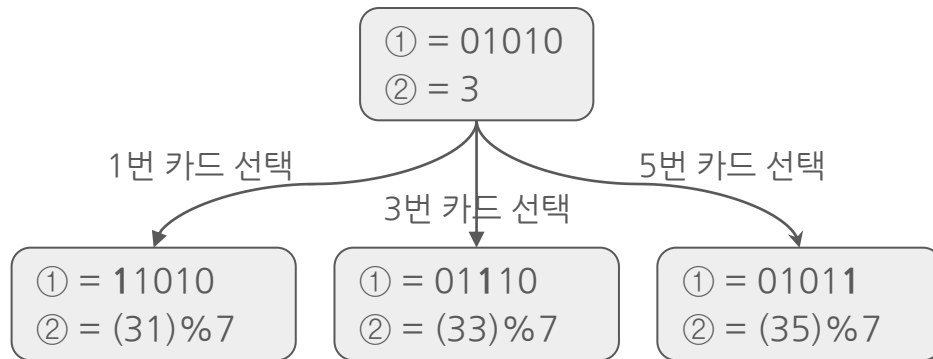 ① = 01010
② = 3
1번 카드 선택
5번 카드 선택
3번 카드 선택
① = 11010
② = (31)%7
① = 01110
② = (33)%7
① = 01011
② = (35)%7